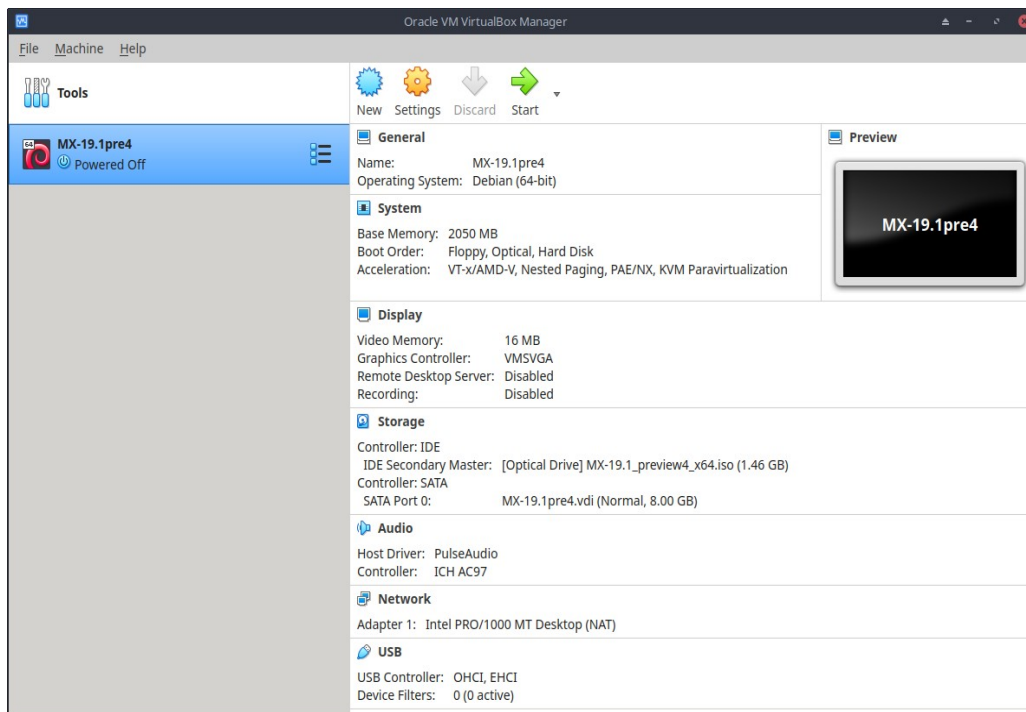 Oracle VM VirtualBox Manager
File Machine Help
Tools
New Settings Discard Start
64
MX-19.1pre4
Powered Off
General
Name: MX-19.1pre4
Operating System: Debian (64-bit)
Preview
MX-19.1pre4
System
Base Memory: 2050 MB
Boot Order: Floppy, Optical, Hard Disk
Acceleration: VT-x/AMD-V, Nested Paging, PAE/NX, KVM Paravirtualization
Display
Video Memory: 16 MB
Graphics Controller: VMSVGA
Remote Desktop Server: Disabled
Recording: Disabled
Storage
Controller: IDE
IDE Secondary Master: [Optical Drive] MX-19.1_preview4_x64.iso (1.46 GB)
Controller: SATA
SATA Port 0: MX-19.1pre4.vdi (Normal, 8.00 GB)
Audio
Host Driver: PulseAudio
Controller: ICH AC97
Network
Adapter 1: Intel PRO/1000 MT Desktop (NAT)
USB
USB Controller: OHCI, EHCI
Device Filters: 0 (0 active)